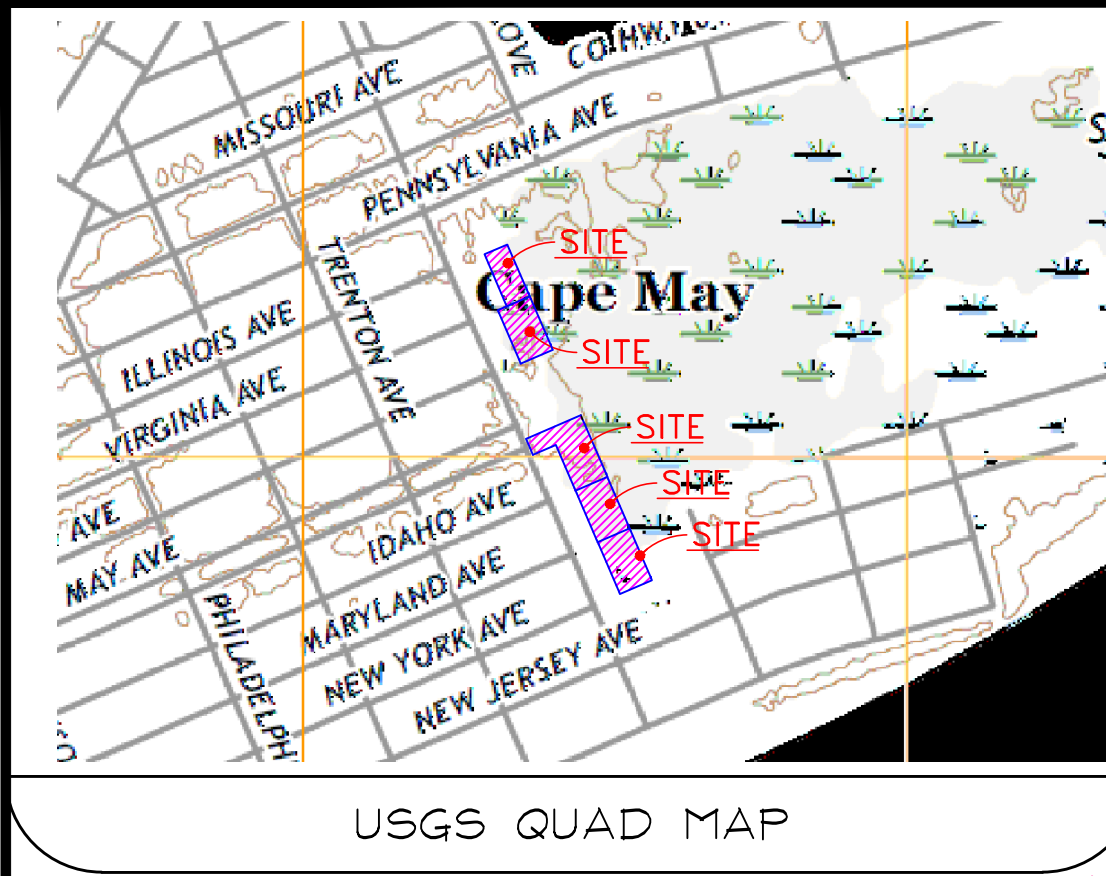 MISSOURI AVE
PENNSYLVANIA AVE
TRENTON AVE
SITE
Cape May
SITE
ILLINOIS AVE
VIRGINIA AVE
SITE
SITE
SITE
AVE
MAY AVE
IDAHO AVE
MARYLAND AVE
NEW YORK AVE
NEW JERSEY AVE
PHILADELPH
USGS QUAD MAP